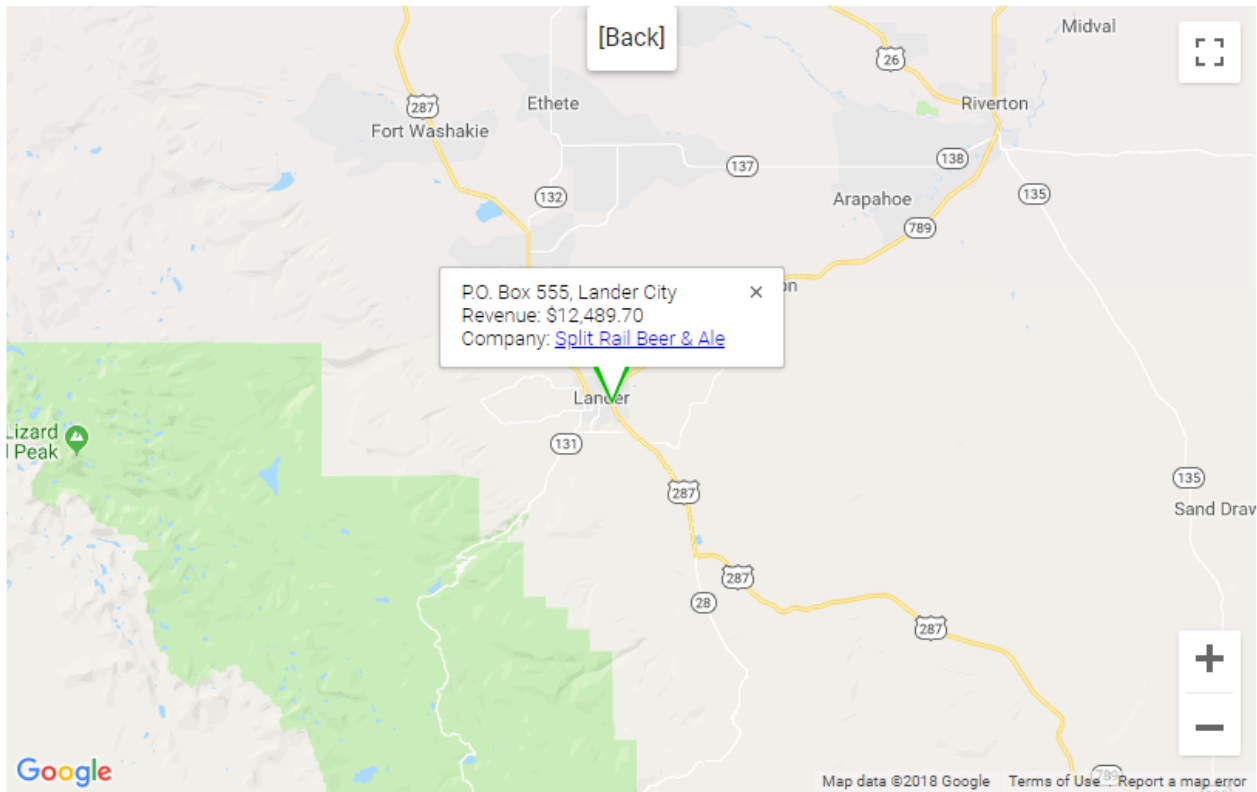 [Back]
Midval
26
287
Ethete
Riverton
Fort Washakie
137
138
132
135
Arapahoe
789
P.O. Box 555, Lander City
×
on
Revenue: $12,489.70
Company: Split Rail Beer & Ale
Lander
Lizard
Peak
131
287
135
Sand Draw
287
28
287
Google
789
Map data ©2018 Google
Terms of Use
Report a map error